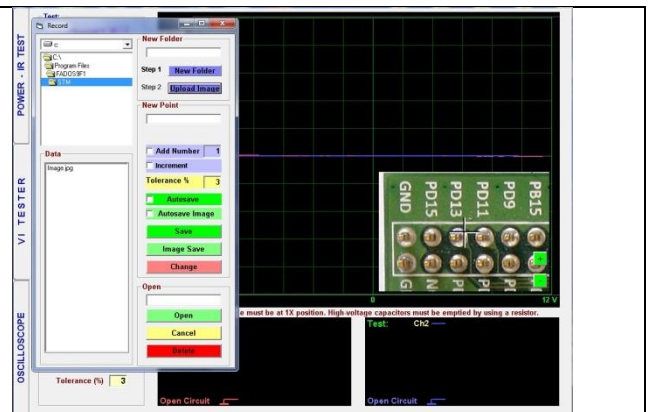 Test:
POWER - IR TEST
VI TESTER
OSCILLOSCOPE
Record
c:
C:\
Program Files
FADOS9F1
STM
Data
Image.jpg
New Folder
Step 1 New Folder
Step 2 Upload Image
New Point
Add Number 1
Increment
Tolerance % 3
Autosave
Autosave Image
Save
Image Save
Change
Open
Open
Cancel
Delete
GND PD15 PD13 PD11 PD9 PB15
+
-
0 12 V
e must be at 1X position. High-voltage capacitors must be emptied by using a resistor.
Test: Ch2
Tolerance (%) 3
Open Circuit
Open Circuit